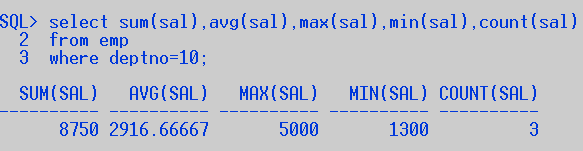 SQL> select sum(sal),avg(sal),max(sal),min(sal),count(sal)
2 from emp
3 where deptno=10;
SUM(SAL) AVG(SAL) MAX(SAL) MIN(SAL) COUNT(SAL)
---------- ---------- ---------- ---------- ----------
8750 2916.66667 5000 1300 3